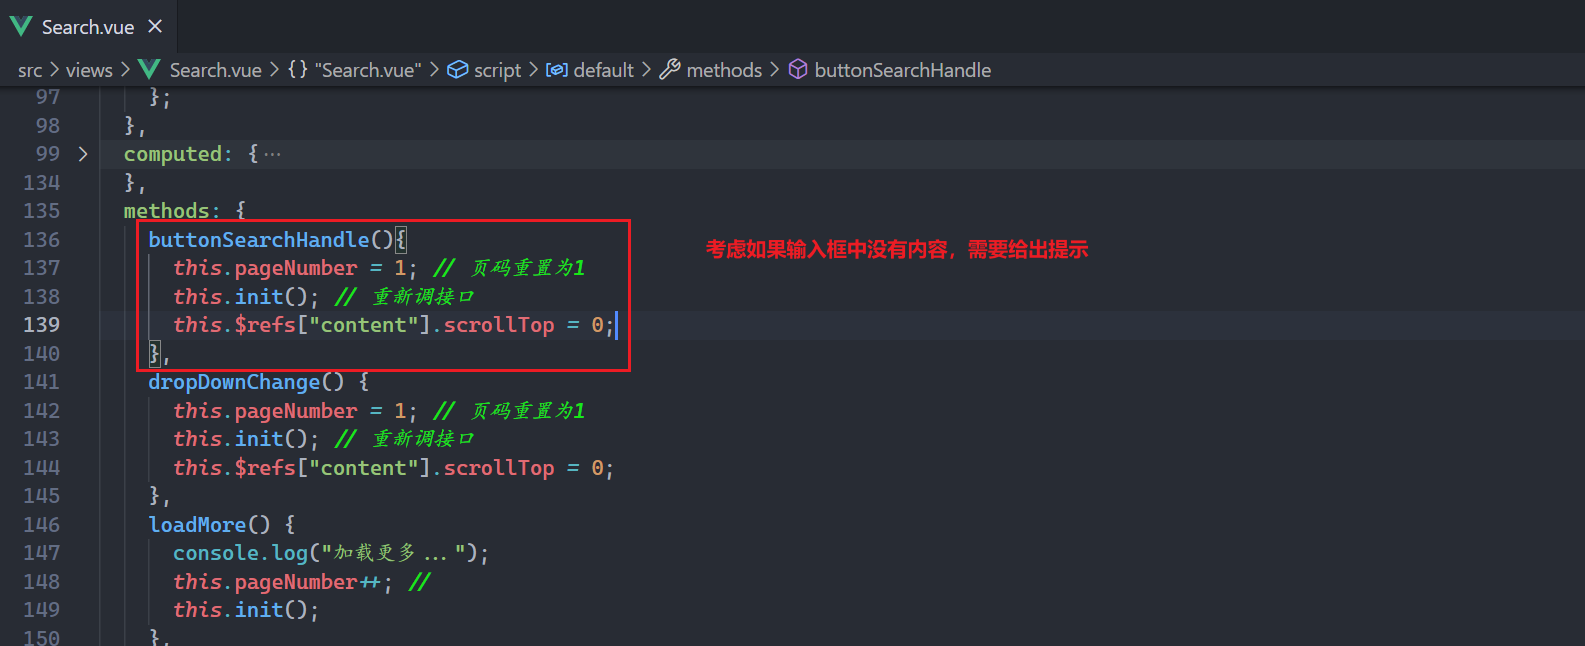 Search.vue ×
src > views > Search.vue > {} "Search.vue" > script > default > methods > buttonSearchHandle
97 };
98 },
99 > computed: { ···
134 },
135 methods: {
136 buttonSearchHandle(){
考虑如果输入框中没有内容，需要给出提示
137 this.pageNumber = 1; // 页码重置为1
138 this.init(); // 重新调接口
139 this.$refs["content"].scrollTop = 0;
140 },
141 dropDownChange() {
142 this.pageNumber = 1; // 页码重置为1
143 this.init(); // 重新调接口
144 this.$refs["content"].scrollTop = 0;
145 },
146 loadMore() {
147 console.log("加载更多...");
148 this.pageNumber++; //
149 this.init();
150 },